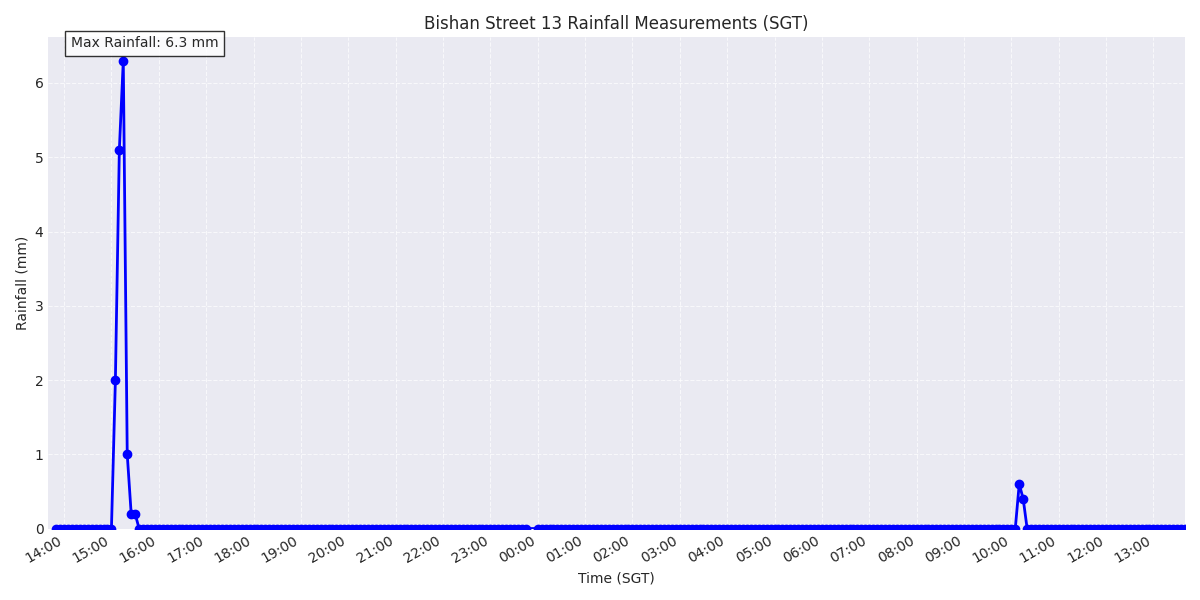 Bishan Street 13 Rainfall Measurements (SGT)
Max Rainfall: 6.3 mm
6
5
4
3
2
1
0
Rainfall (mm)
14:00 15:00 16:00 17:00 18:00 19:00 20:00 21:00 22:00 23:00 00:00 01:00 02:00 03:00 04:00 05:00 06:00 07:00 08:00 09:00 10:00 11:00 12:00 13:00
Time (SGT)